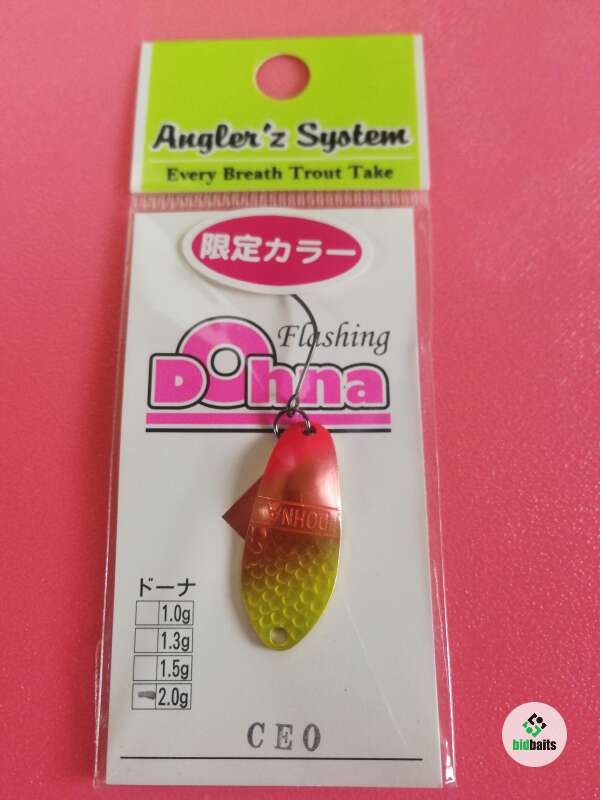 Angler'z System
Every Breath Trout Take
限定カラー
Flashing
Dohna
DOHNA
ドーナ
1.0g
1.3g
1.5g
2.0g
CEO
bidbaits